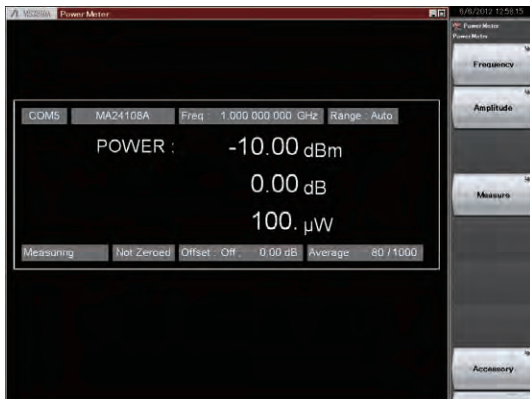 MS2690A Power Meter
6/6/2012 12:58:15
Power Meter
Power Meter
Frequency
Amplitude
COM5 MA24108A Freq : 1.000 000 000 GHz Range : Auto
POWER : -10.00 dBm
0.00 dB
100. µW
Measure
Measuring Not Zeroed Offset : Off , 0.00 dB Average 80 / 1000
Accessory